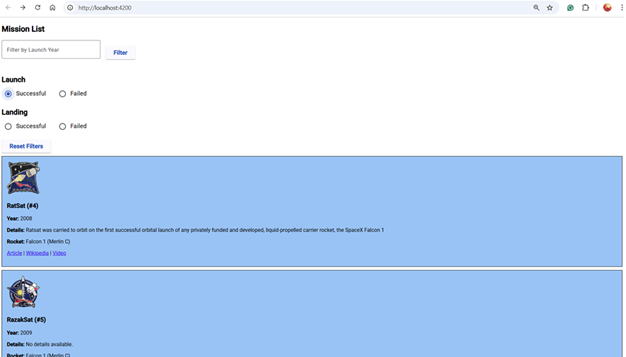 http://localhost:4200
Mission List
Filter by Launch Year
Filter
Launch
Successful
Failed
Landing
Successful
Failed
Reset Filters
RatSat (#4)
Year: 2008
Details: Ratsat was carried to orbit on the first successful orbital launch of any privately funded and developed, liquid-propelled carrier rocket, the SpaceX Falcon 1
Rocket: Falcon 1 (Merlin C)
Article | Wikipedia | Video
RazakSat (#5)
Year: 2009
Details: No details available.
Rocket: Falcon 1 (Merlin C)